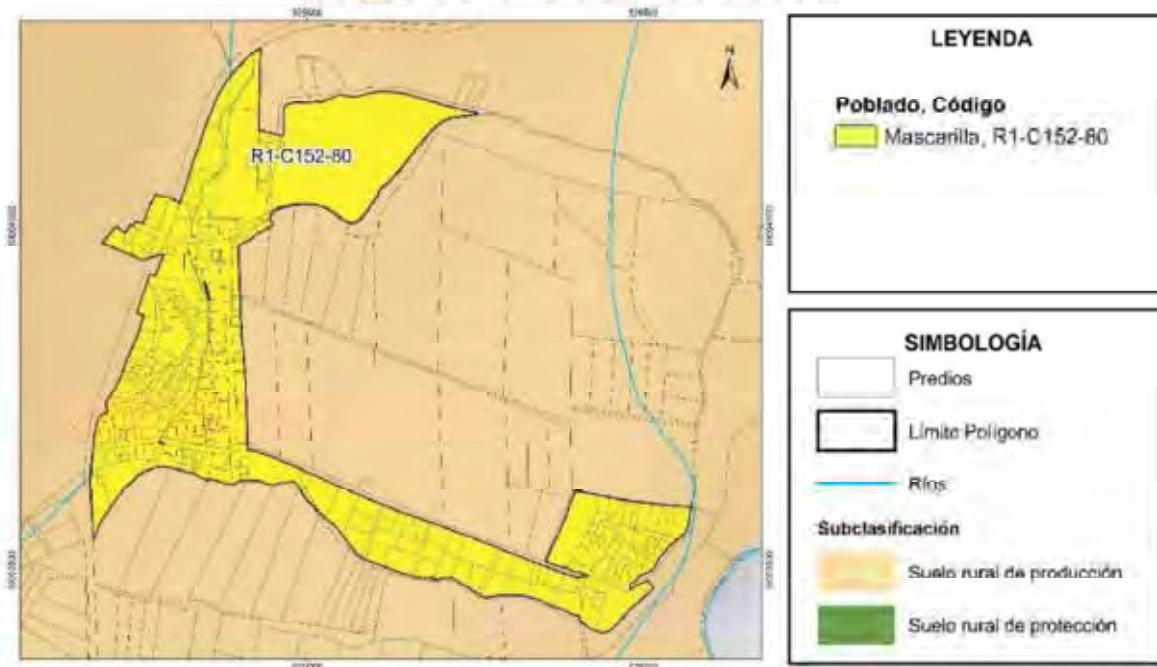 N
R1-C152-80
LEYENDA
Poblado, Código
Mascarilla, R1-C152-80
SIMBOLOGÍA
Predios
Límite Polígono
Ríos
Subclasificación
Suelo rural de producción
Suelo rural de protección